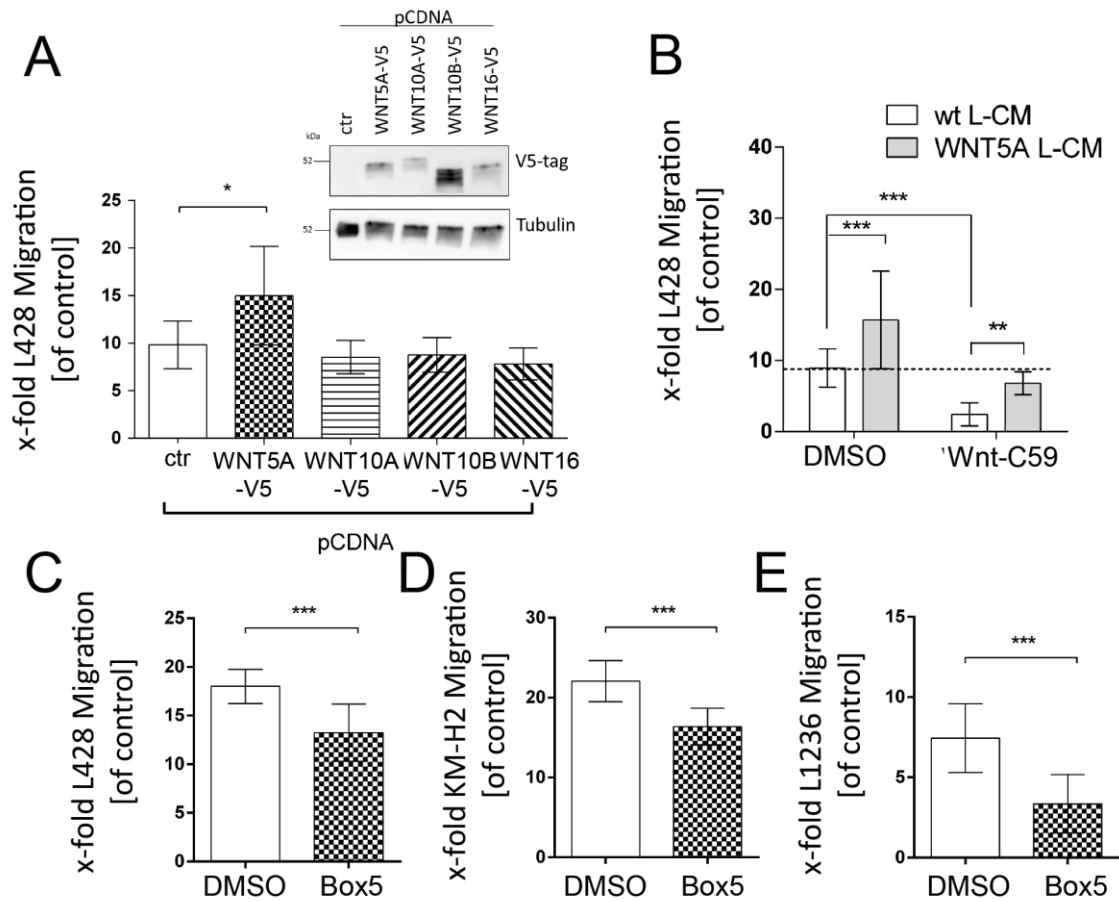 A
pCDNA
ctr
WNT5A-V5
WNT10A-V5
WNT10B-V5
WNT16-V5
kDa
52
V5-tag
52
Tubulin
x-fold L428 Migration
[of control]
25
20
15
10
5
0
*
ctr
WNT5A
-V5
WNT10A
-V5
WNT10B
-V5
WNT16
-V5
pCDNA
B
wt L-CM
WNT5A L-CM
x-fold L428 Migration
[of control]
40
30
20
10
0
***
***
**
DMSO
Wnt-C59
C
x-fold L428 Migration
[of control]
25
20
15
10
5
0
***
DMSO
Box5
D
x-fold KM-H2 Migration
[of control]
30
20
10
0
***
DMSO
Box5
E
x-fold L1236 Migration
[of control]
15
10
5
0
***
DMSO
Box5